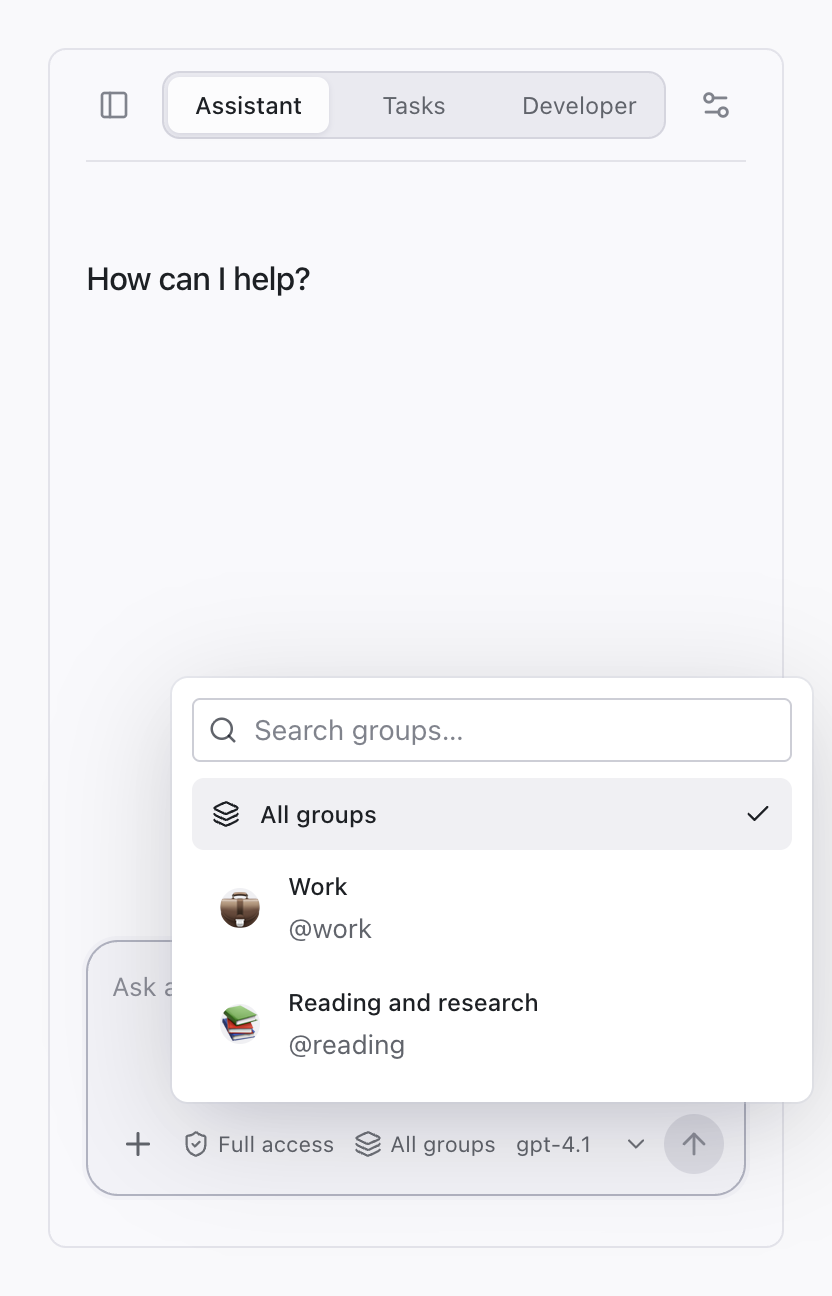 Assistant
Tasks
Developer
How can I help?
Search groups...
All groups
Work
@work
Reading and research
@reading
Ask
Full access
All groups
gpt-4.1